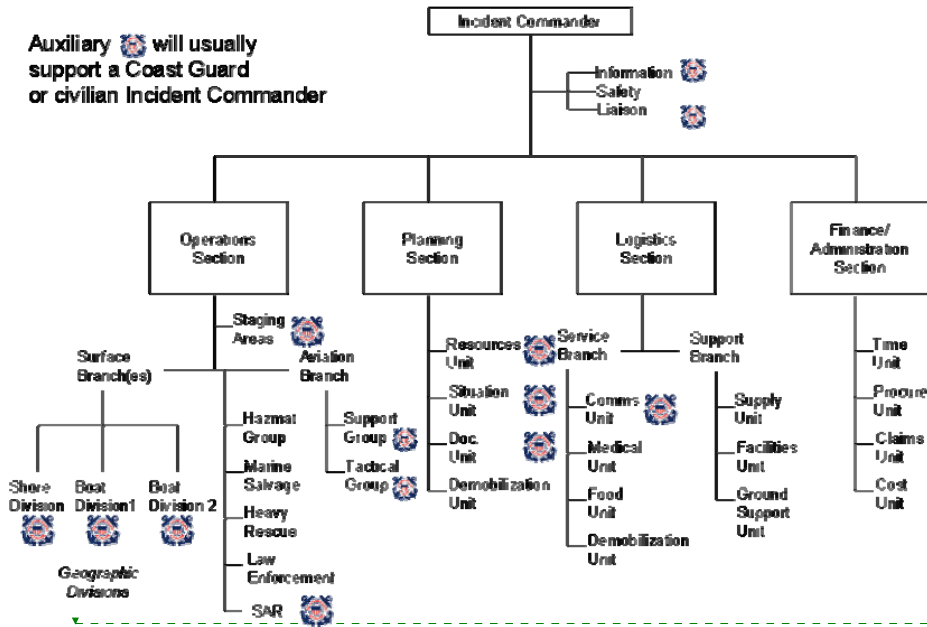 Incident Commander
Auxiliary will usually
support a Coast Guard
or civilian Incident Commander
Information
Safety
Liaison
Operations
Section
Planning
Section
Logistics
Section
Finance/
Administration
Section
Staging
Areas
Surface
Branch(es)
Aviation
Branch
Shore
Division
Boat
Division1
Boat
Division 2
Geographic
Divisions
Hazmat
Group
Marine
Salvage
Heavy
Rescue
Law
Enforcement
SAR
Support
Group
Tactical
Group
Resources
Unit
Situation
Unit
Doc.
Unit
Demobilization
Unit
Service
Branch
Support
Branch
Comms
Unit
Medical
Unit
Food
Unit
Demobilization
Unit
Supply
Unit
Facilities
Unit
Ground
Support
Unit
Time
Unit
Procure
Unit
Claims
Unit
Cost
Unit